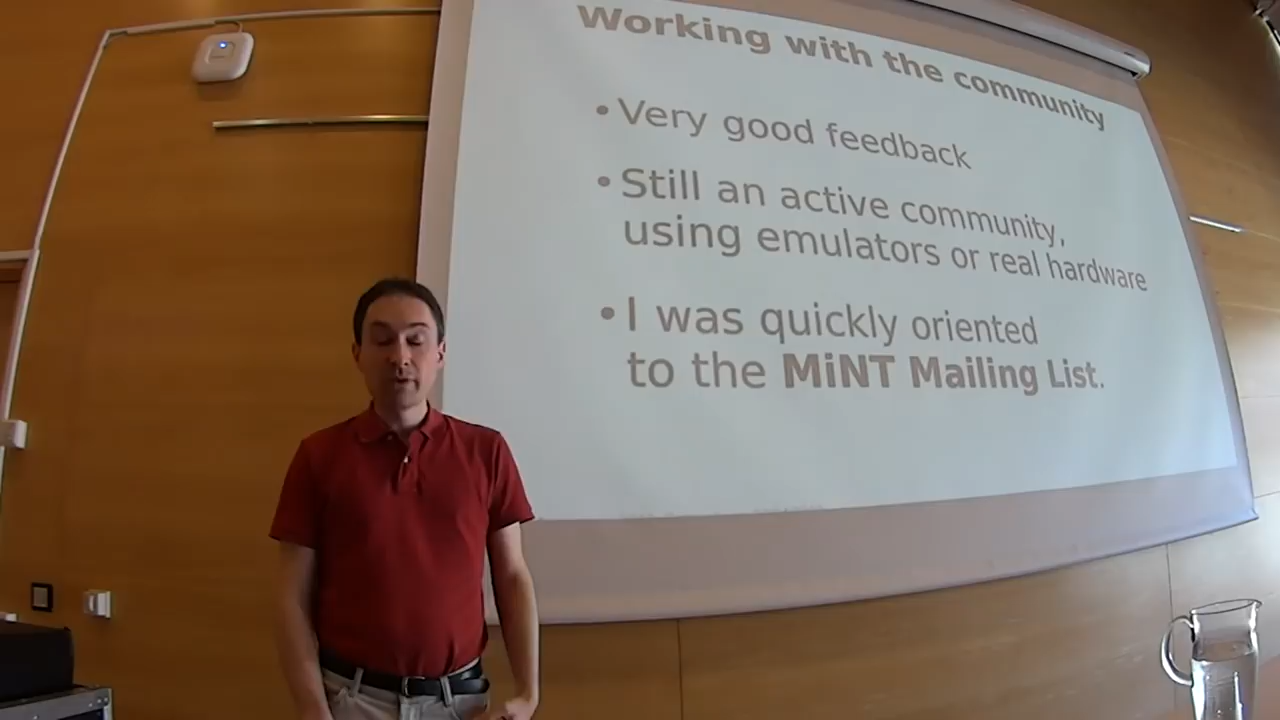 Working with the community
• Very good feedback
• Still an active community,
using emulators or real hardware
• I was quickly oriented
to the MiNT Mailing List.